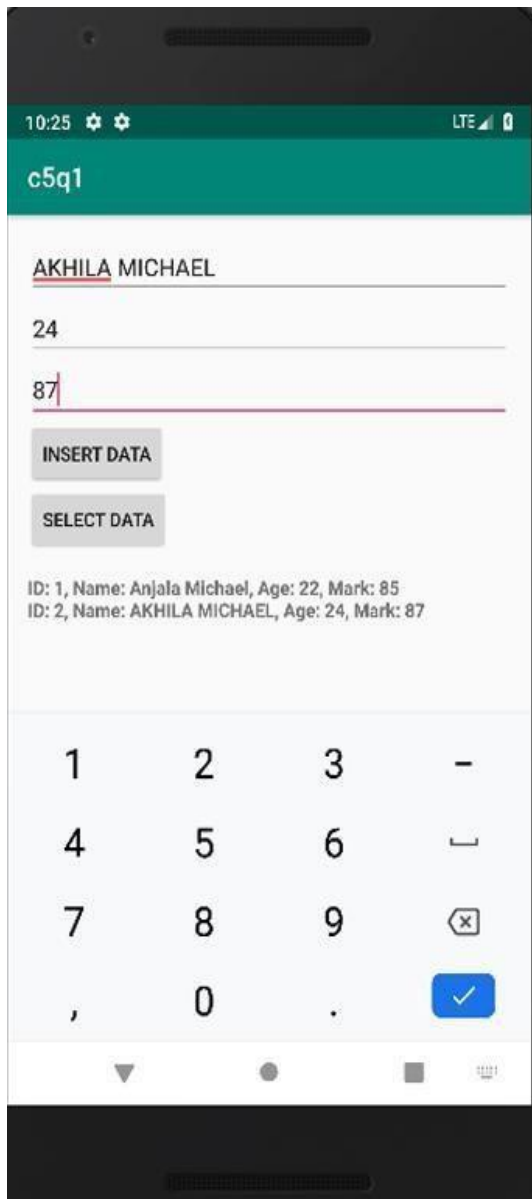 10:25 LTE
c5q1
AKHILA MICHAEL
24
87
INSERT DATA
SELECT DATA
ID: 1, Name: Anjala Michael, Age: 22, Mark: 85
ID: 2, Name: AKHILA MICHAEL, Age: 24, Mark: 87
1 2 3 -
4 5 6
7 8 9
, 0 .